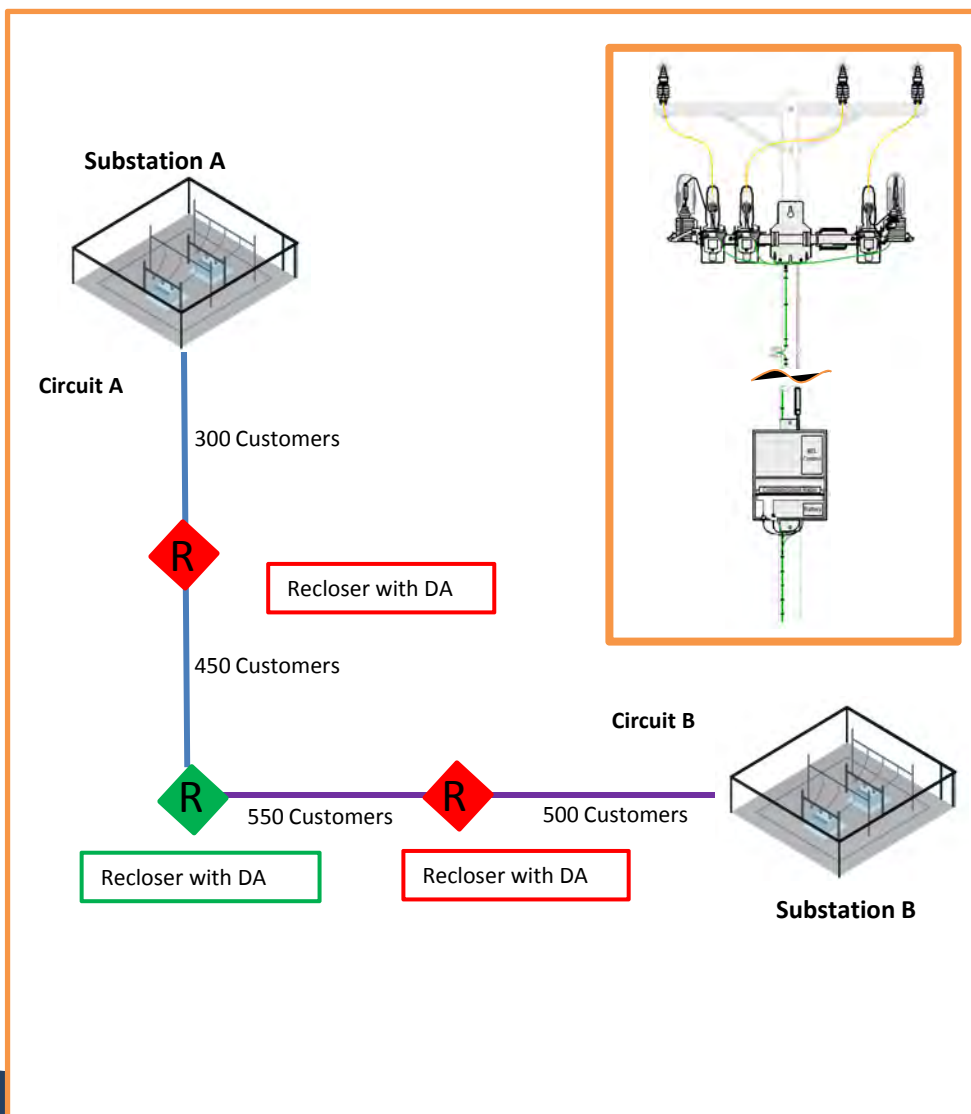 Substation A
Circuit A
300 Customers
R
Recloser with DA
450 Customers
Circuit B
R
R
550 Customers
500 Customers
Recloser with DA
Recloser with DA
Substation B
Battery